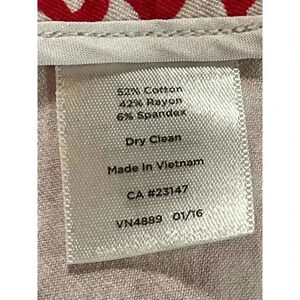 52% Cotton
42% Rayon
6% Spandex
Dry Clean
Made In Vietnam
CA #23147
VN4889 01/16